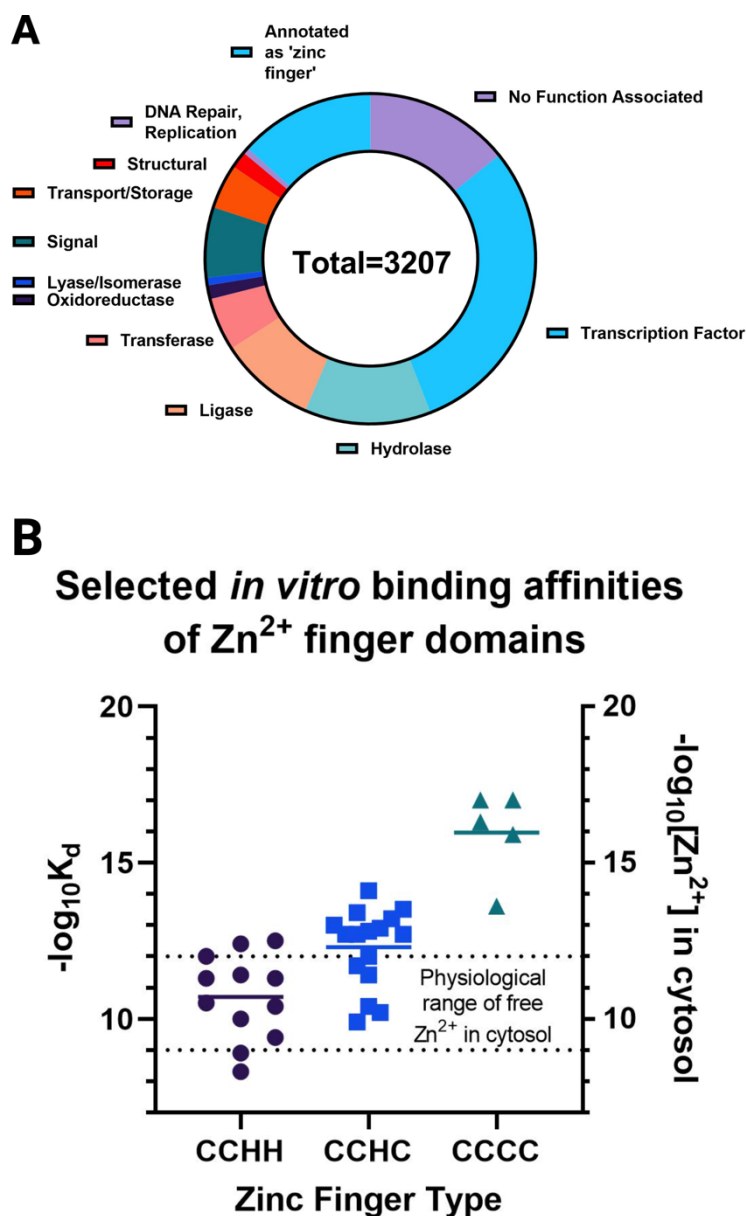 A
Annotated
as 'zinc
finger'
No Function Associated
DNA Repair,
Replication
Structural
Transport/Storage
Signal
Lyase/Isomerase
Oxidoreductase
Total=3207
Transcription Factor
Transferase
Ligase
Hydrolase
B
Selected in vitro binding affinities
of Zn²⁺ finger domains
20
15
10
-log₁₀K_d
20
15
10
-log₁₀[Zn²⁺] in cytosol
Physiological
range of free
Zn²⁺ in cytosol
CCHH CCHC CCCC
Zinc Finger Type